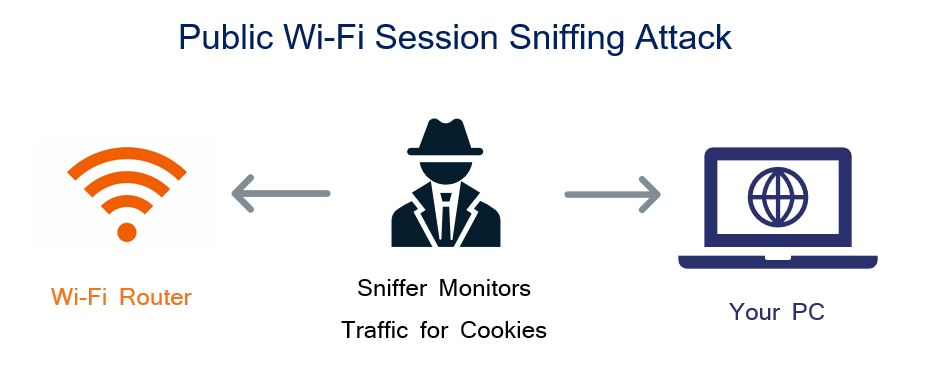 Public Wi-Fi Session Sniffing Attack
Wi-Fi Router
Sniffer Monitors
Traffic for Cookies
Your PC